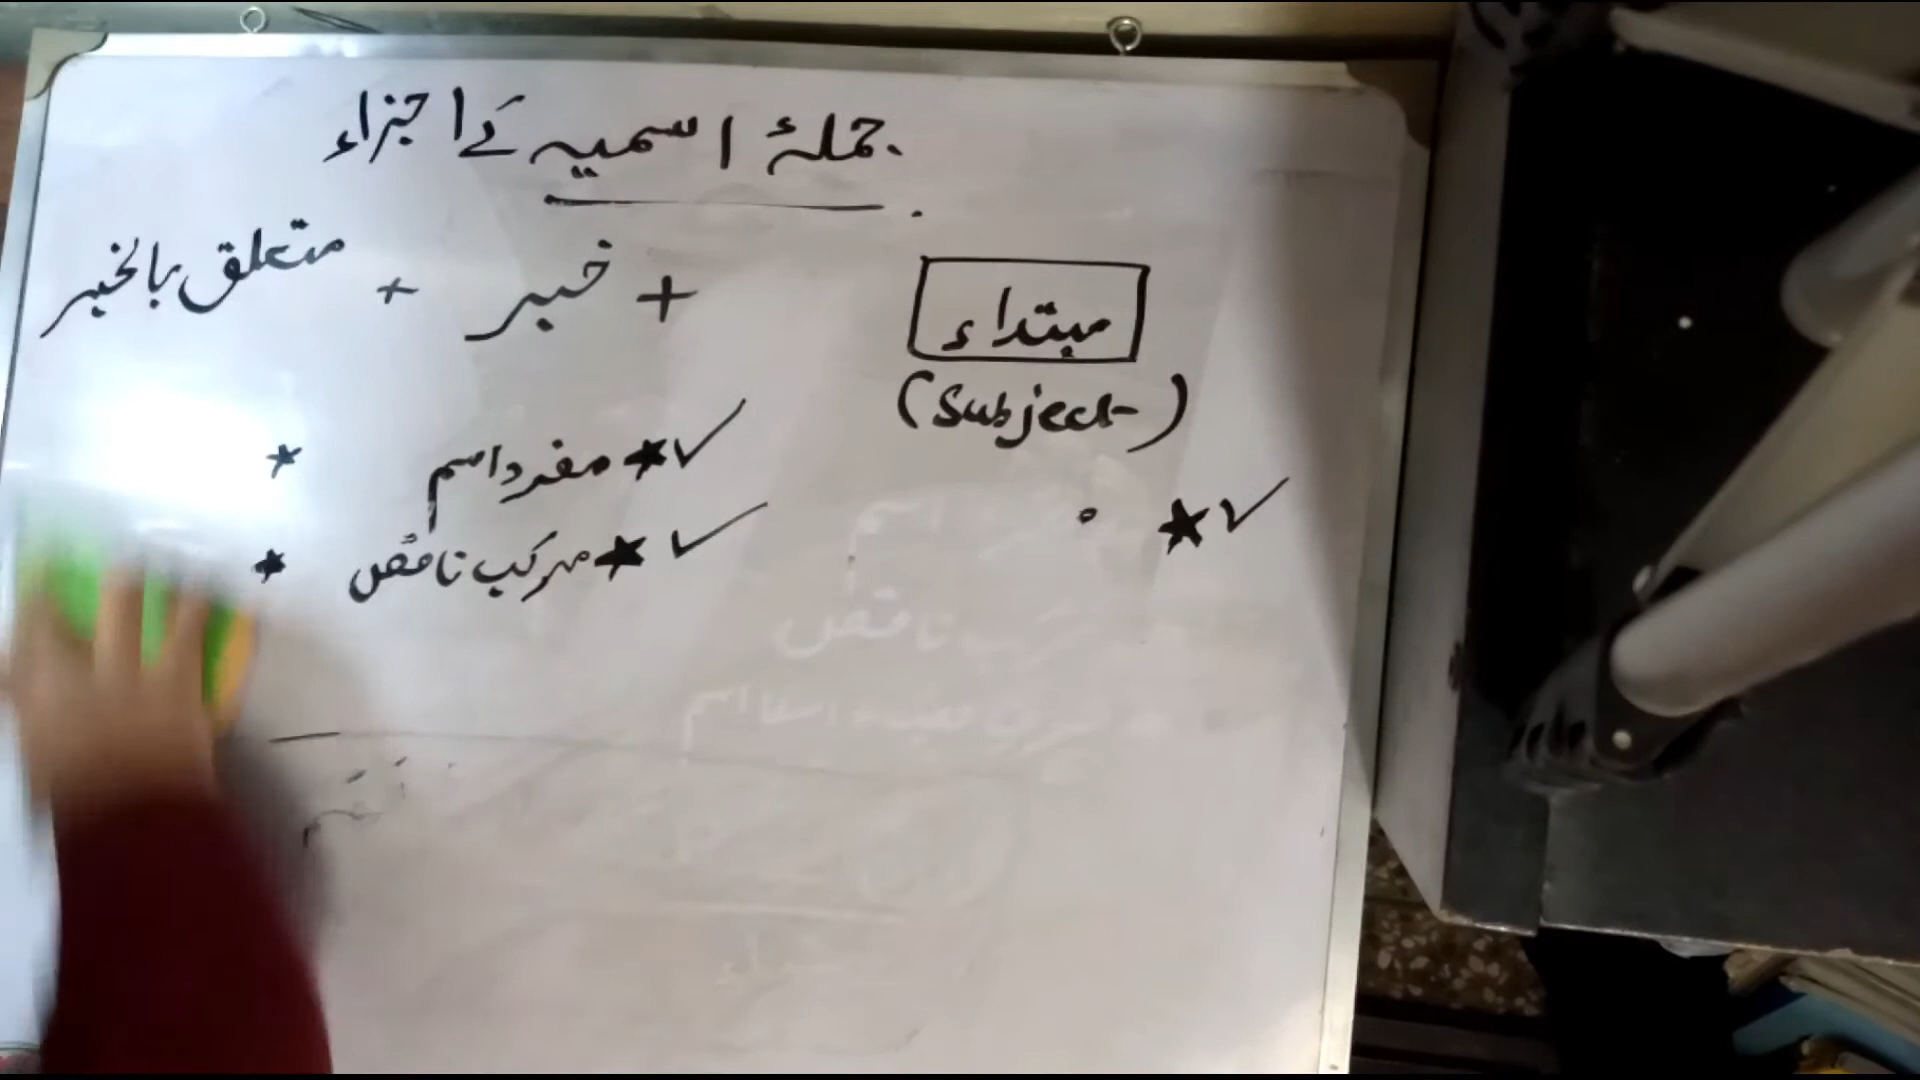 جملۂ اسمیہ کے اجزاء
مبتداء + خبر + متعلق بالخبر
(Subject)
✓★ مفرد اسم ★
✓★ مرکب ناقص ★
✓★